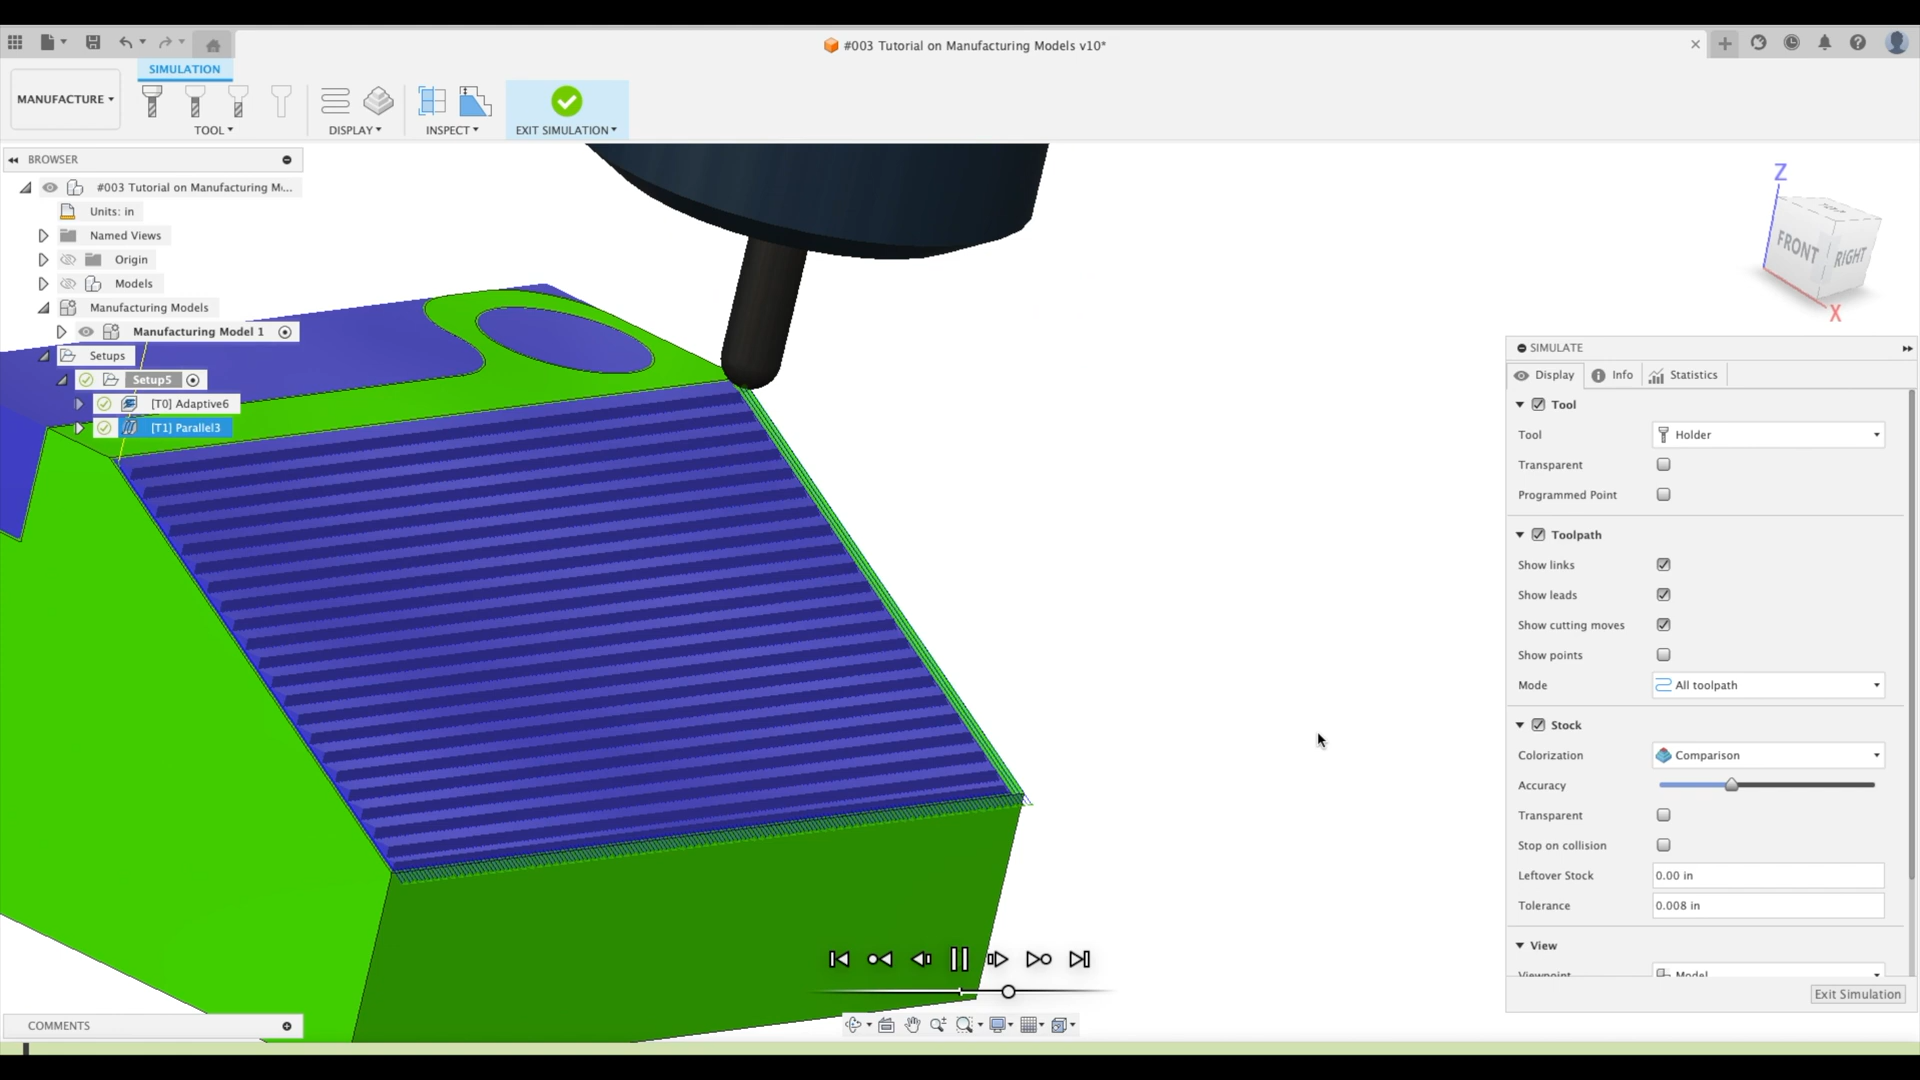 #003 Tutorial on Manufacturing Models v10*
SIMULATION
MANUFACTURE
TOOL
DISPLAY
INSPECT
EXIT SIMULATION
BROWSER
#003 Tutorial on Manufacturing M...
Units: in
Named Views
Origin
Models
Manufacturing Models
Manufacturing Model 1
Setups
Setup5
[T0] Adaptive6
[T1] Parallel3
Z
TOP
FRONT
RIGHT
X
SIMULATE
Display
Info
Statistics
Tool
Tool
Holder
Transparent
Programmed Point
Toolpath
Show links
Show leads
Show cutting moves
Show points
Mode
All toolpath
Stock
Colorization
Comparison
Accuracy
Transparent
Stop on collision
Leftover Stock
0.00 in
Tolerance
0.008 in
View
Viewpoint
Model
Exit Simulation
COMMENTS